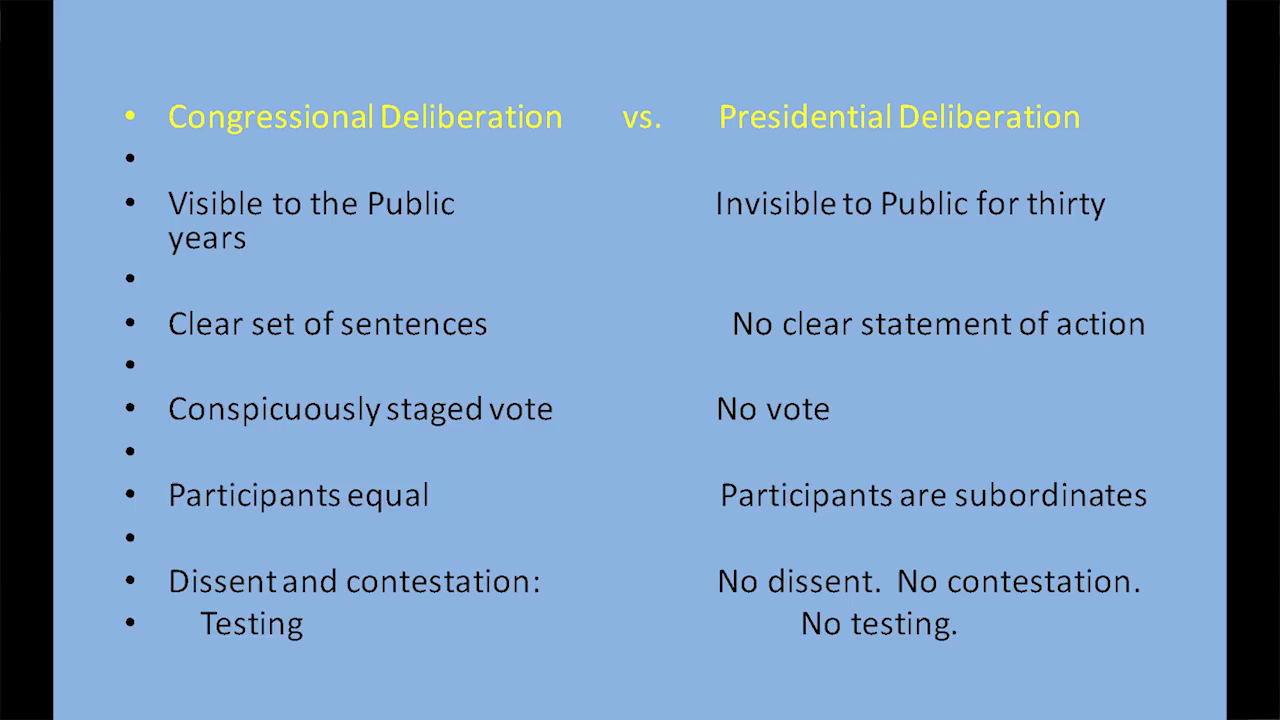 • Congressional Deliberation vs. Presidential Deliberation
•
• Visible to the Public Invisible to Public for thirty
years
•
• Clear set of sentences No clear statement of action
•
• Conspicuously staged vote No vote
•
• Participants equal Participants are subordinates
•
• Dissent and contestation: No dissent. No contestation.
• Testing No testing.